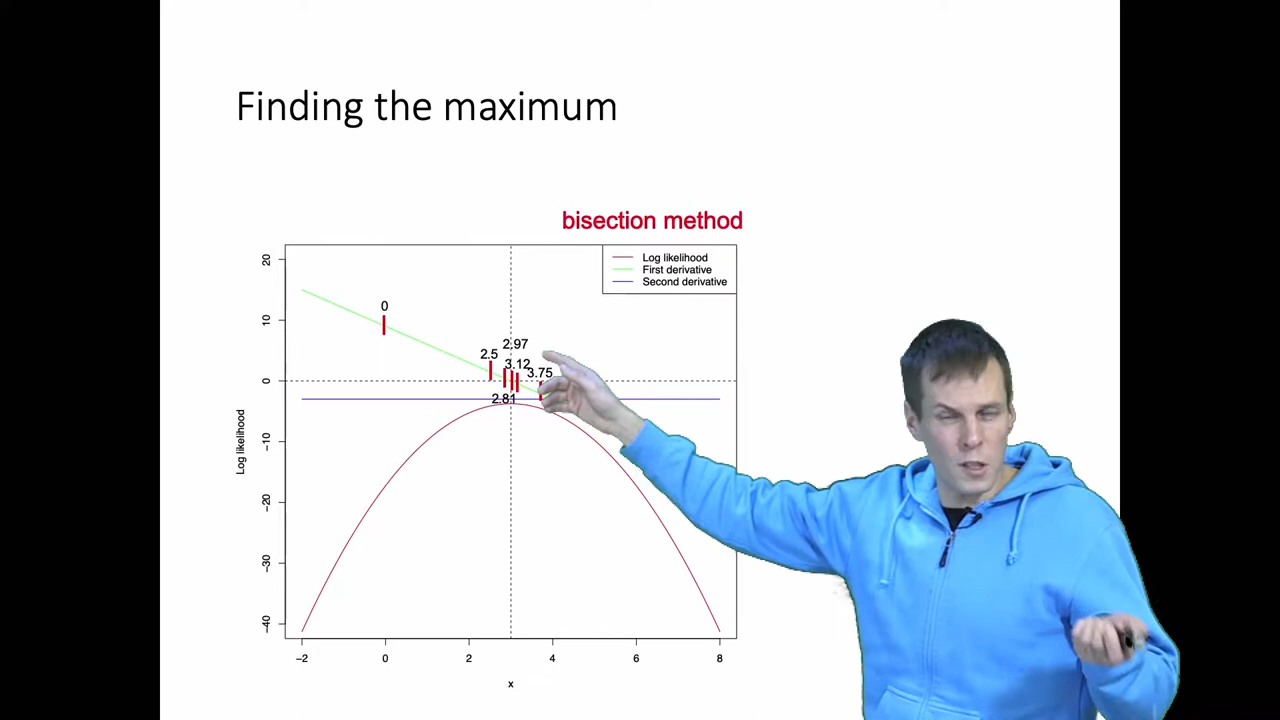 Finding the maximum
bisection method
Log likelihood
First derivative
Second derivative
20
10
0
−10
−20
−30
−40
Log likelihood
0
2.5
2.97
3.12
3.75
2.81
−2
0
2
4
6
8
x